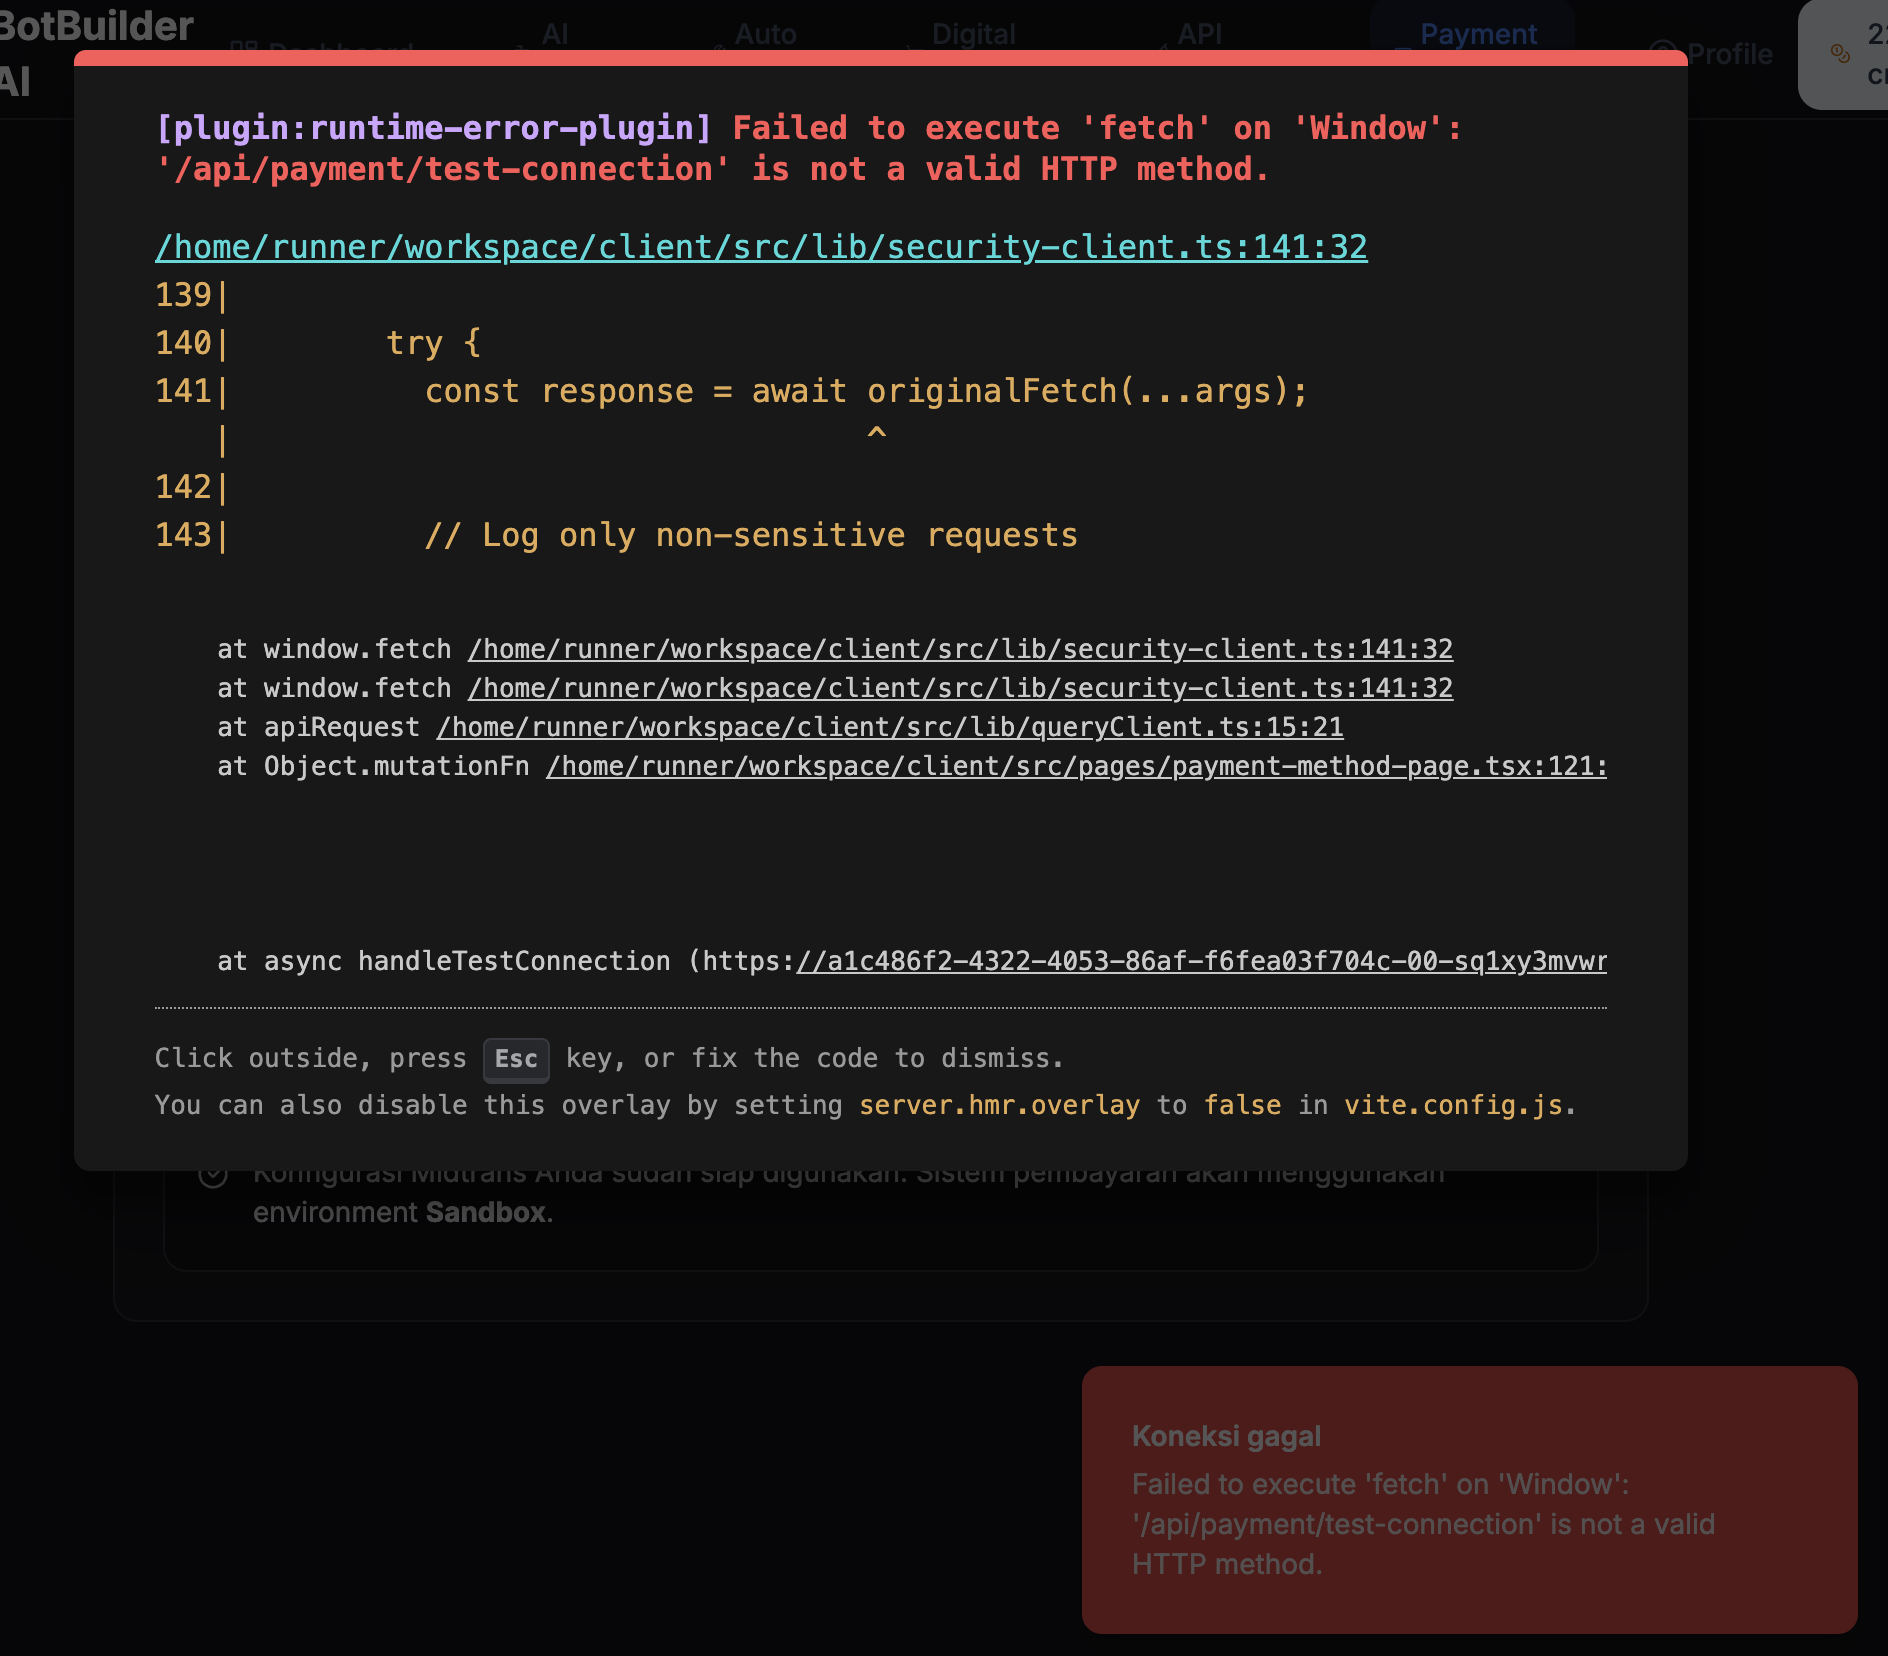 BotBuilder
AI
Dashboard
AI
Auto
Digital
API
Payment
Profile
[plugin:runtime-error-plugin] Failed to execute 'fetch' on 'Window':
'/api/payment/test-connection' is not a valid HTTP method.
/home/runner/workspace/client/src/lib/security-client.ts:141:32
139|
140|        try {
141|          const response = await originalFetch(...args);
   |                                 ^
142|
143|          // Log only non-sensitive requests
at window.fetch /home/runner/workspace/client/src/lib/security-client.ts:141:32
at window.fetch /home/runner/workspace/client/src/lib/security-client.ts:141:32
at apiRequest /home/runner/workspace/client/src/lib/queryClient.ts:15:21
at Object.mutationFn /home/runner/workspace/client/src/pages/payment-method-page.tsx:121:
at async handleTestConnection (https://a1c486f2-4322-4053-86af-f6fea03f704c-00-sq1xy3mvwr
Click outside, press Esc key, or fix the code to dismiss.
You can also disable this overlay by setting server.hmr.overlay to false in vite.config.js.
Konfigurasi Midtrans Anda sudah siap digunakan. Sistem pembayaran akan menggunakan
environment Sandbox.
Koneksi gagal
Failed to execute 'fetch' on 'Window':
'/api/payment/test-connection' is not a valid
HTTP method.